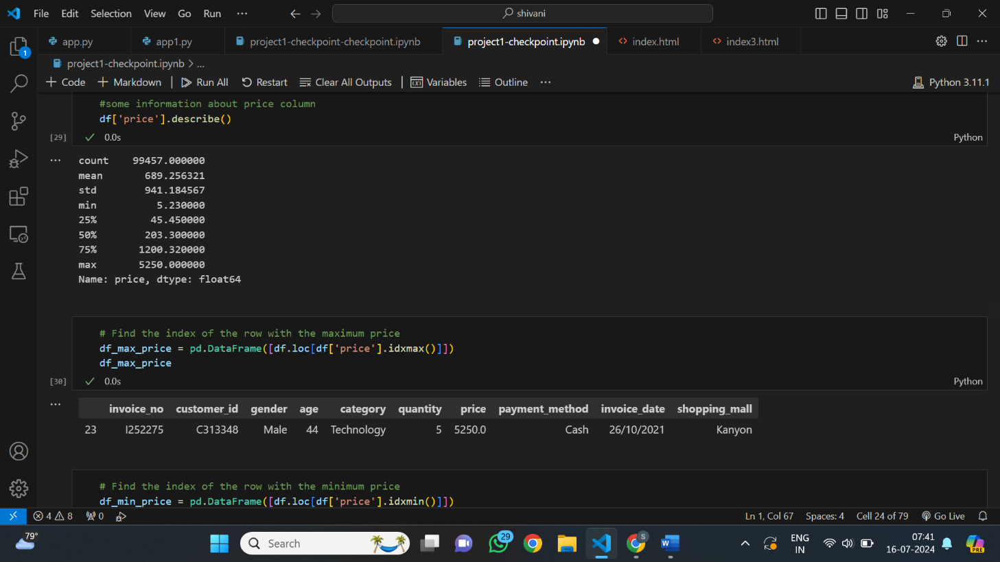 File Edit Selection View Go Run ··· shivani
app.py app1.py project1-checkpoint-checkpoint.ipynb project1-checkpoint.ipynb index.html index3.html
1
project1-checkpoint.ipynb > ...
+ Code + Markdown | Run All Restart Clear All Outputs | Variables Outline ··· Python 3.11.1
#some information about price column
df['price'].describe()
[29] 0.0s Python
count 99457.000000
mean 689.256321
std 941.184567
min 5.230000
25% 45.450000
50% 203.300000
75% 1200.320000
max 5250.000000
Name: price, dtype: float64
# Find the index of the row with the maximum price
df_max_price = pd.DataFrame([df.loc[df['price'].idxmax()]])
df_max_price
[30] 0.0s Python
invoice_no customer_id gender age category quantity price payment_method invoice_date shopping_mall
23 I252275 C313348 Male 44 Technology 5 5250.0 Cash 26/10/2021 Kanyon
# Find the index of the row with the minimum price
df_min_price = pd.DataFrame([df.loc[df['price'].idxmin()]])
4 8 0 Ln 1, Col 67 Spaces: 4 Cell 24 of 79 Go Live
79° Search 29 S W ENG IN 07:41 16-07-2024 PRE